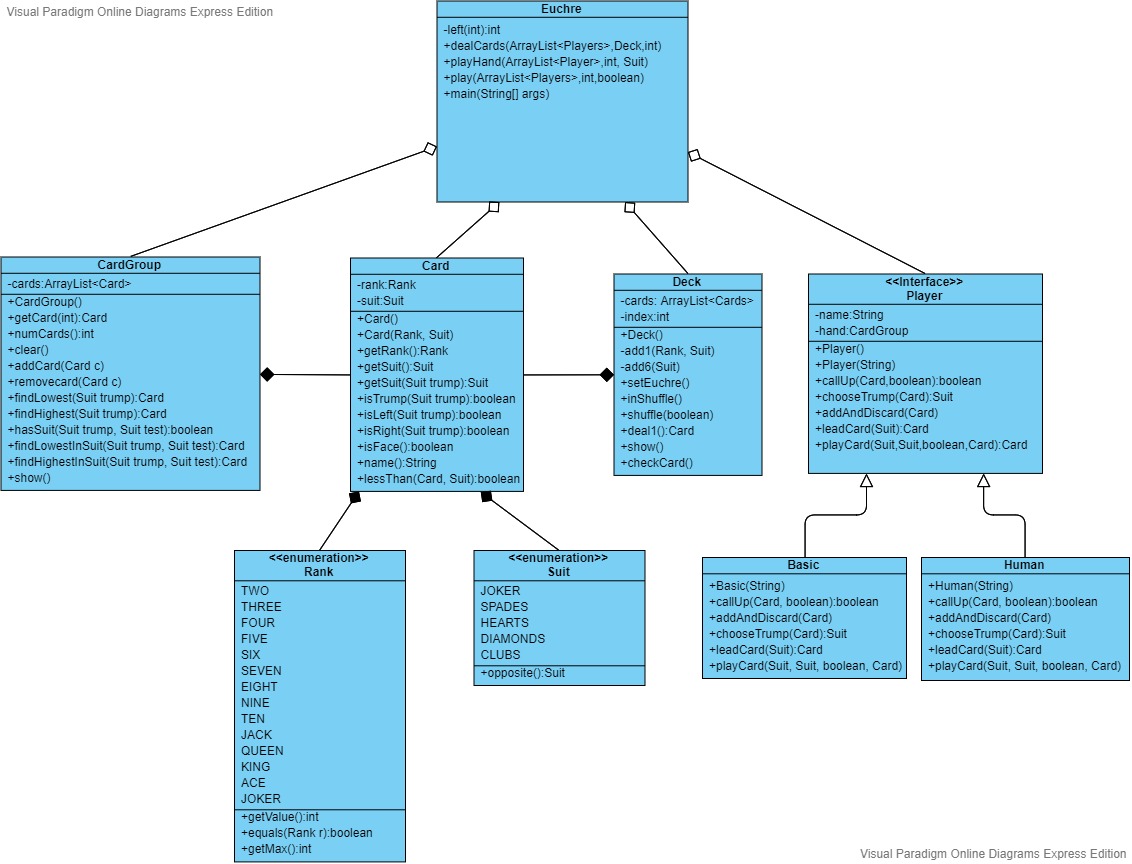 Visual Paradigm Online Diagrams Express Edition
Euchre
-left(int):int
+dealCards(ArrayList<Players>,Deck,int)
+playHand(ArrayList<Player>,int, Suit)
+play(ArrayList<Players>,int,boolean)
+main(String[] args)
CardGroup
-cards:ArrayList<Card>
+CardGroup()
+getCard(int):Card
+numCards():int
+clear()
+addCard(Card c)
+removecard(Card c)
+findLowest(Suit trump):Card
+findHighest(Suit trump):Card
+hasSuit(Suit trump, Suit test):boolean
+findLowestInSuit(Suit trump, Suit test):Card
+findHighestInSuit(Suit trump, Suit test):Card
+show()
Card
-rank:Rank
-suit:Suit
+Card()
+Card(Rank, Suit)
+getRank():Rank
+getSuit():Suit
+getSuit(Suit trump):Suit
+isTrump(Suit trump):boolean
+isLeft(Suit trump):boolean
+isRight(Suit trump):boolean
+isFace():boolean
+name():String
+lessThan(Card, Suit):boolean
Deck
-cards: ArrayList<Cards>
-index:int
+Deck()
-add1(Rank, Suit)
-add6(Suit)
+setEuchre()
+inShuffle()
+shuffle(boolean)
+deal1():Card
+show()
+checkCard()
<<Interface>>
Player
-name:String
-hand:CardGroup
+Player()
+Player(String)
+callUp(Card,boolean):boolean
+chooseTrump(Card):Suit
+addAndDiscard(Card)
+leadCard(Suit):Card
+playCard(Suit,Suit,boolean,Card):Card
<<enumeration>>
Rank
TWO
THREE
FOUR
FIVE
SIX
SEVEN
EIGHT
NINE
TEN
JACK
QUEEN
KING
ACE
JOKER
+getValue():int
+equals(Rank r):boolean
+getMax():int
<<enumeration>>
Suit
JOKER
SPADES
HEARTS
DIAMONDS
CLUBS
+opposite():Suit
Basic
+Basic(String)
+callUp(Card, boolean):boolean
+addAndDiscard(Card)
+chooseTrump(Card):Suit
+leadCard(Suit):Card
+playCard(Suit, Suit, boolean, Card)
Human
+Human(String)
+callUp(Card, boolean):boolean
+addAndDiscard(Card)
+chooseTrump(Card):Suit
+leadCard(Suit):Card
+playCard(Suit, Suit, boolean, Card)
Visual Paradigm Online Diagrams Express Edition